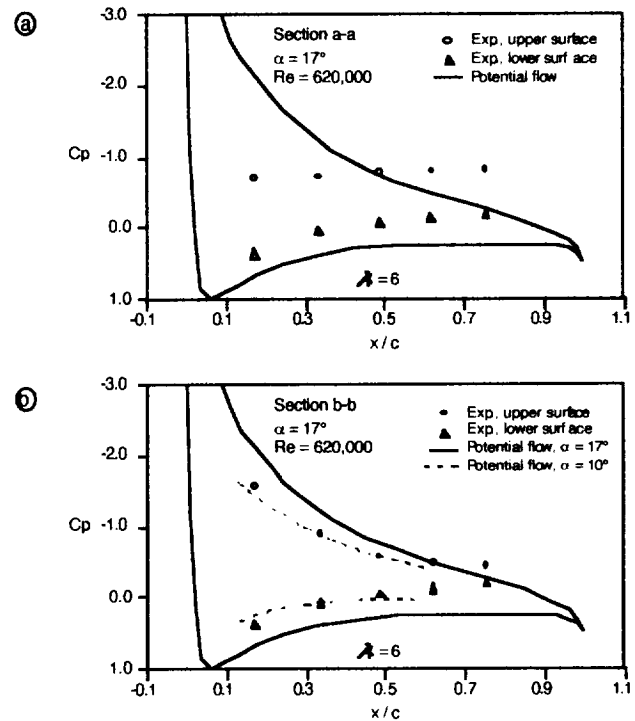 a
-3.0
Section a-a
α = 17°
Re = 620,000
Exp, upper surface
Exp, lower surf ace
Potential flow
-2.0
Cp -1.0
0.0
1.0
Æ = 6
-0.1 0.1 0.3 0.5 0.7 0.9 1.1
x / c
b
-3.0
Section b-b
α = 17°
Re = 620,000
Exp, upper surface
Exp, lower surf ace
Potential flow, α = 17°
Potential flow, α = 10°
-2.0
Cp -1.0
0.0
1.0
Æ = 6
-0.1 0.1 0.3 0.5 0.7 0.9 1.1
x / c